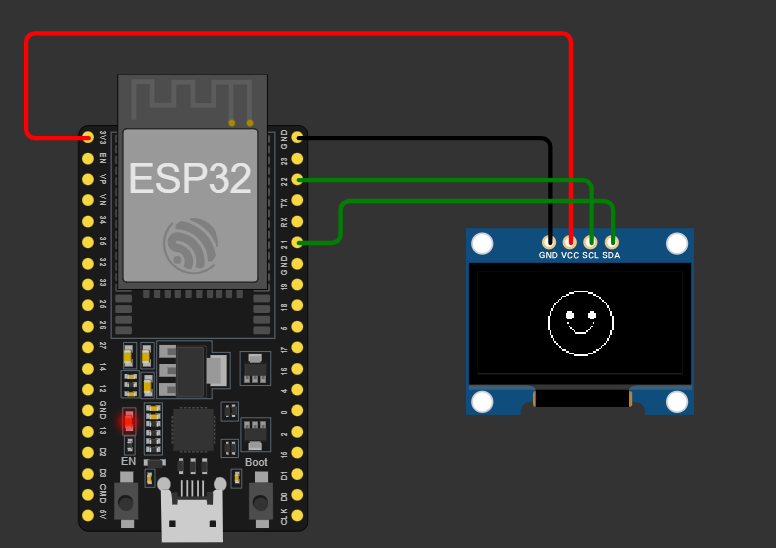 ESP32
3V3
EN
VP
VN
34
35
32
33
25
26
27
14
12
GND
13
D2
D3
CMD
5V
GND
23
22
TX
RX
21
GND
19
18
5
17
16
4
0
2
15
D1
D0
CLK
EN
Boot
GND VCC SCL SDA